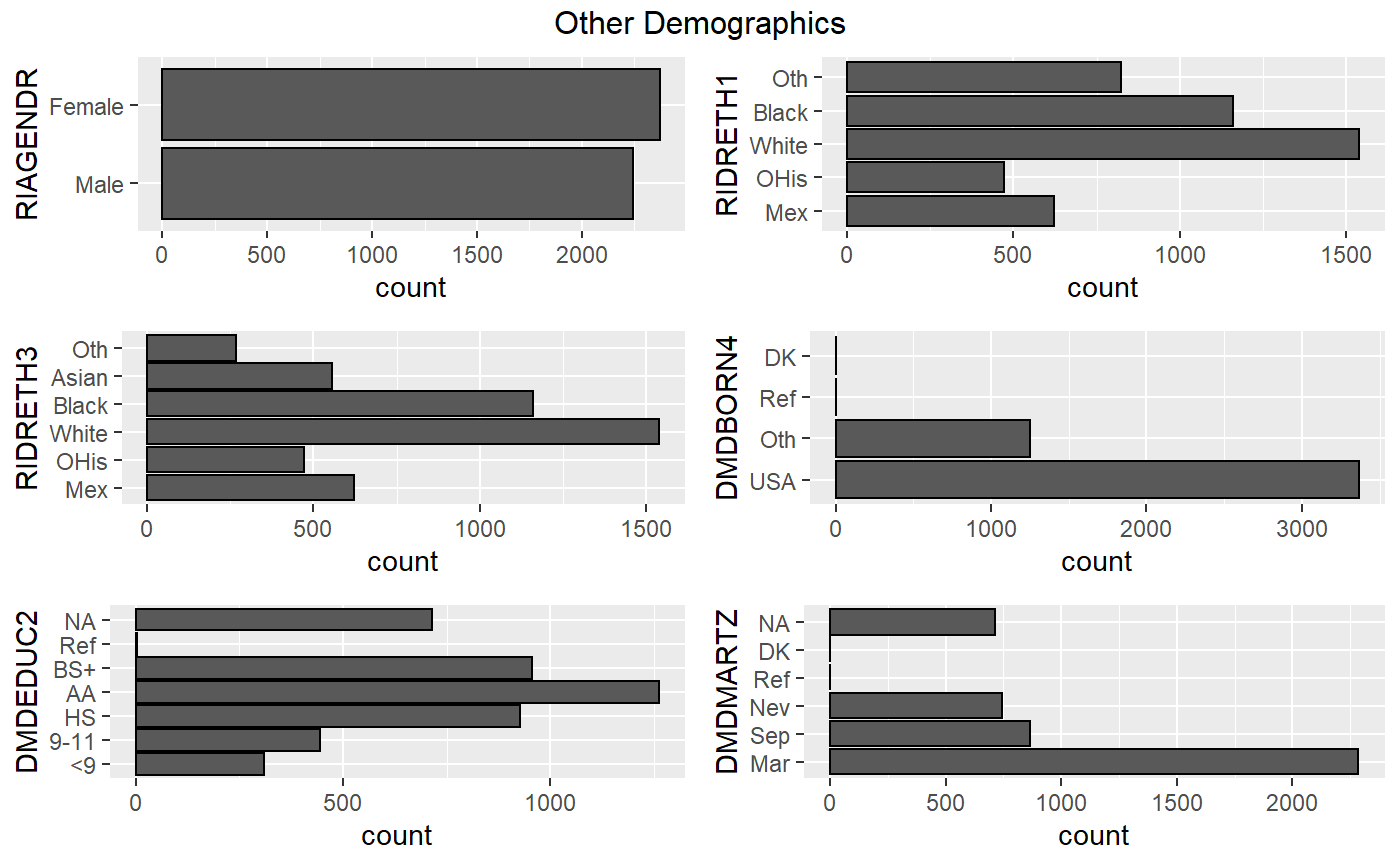 Other Demographics
RIAGENDR
Female
Male
0 500 1000 1500 2000
count
RIDRETH1
Oth
Black
White
OHis
Mex
0 500 1000 1500
count
RIDRETH3
Oth
Asian
Black
White
OHis
Mex
0 500 1000 1500
count
DMDBORN4
DK
Ref
Oth
USA
0 1000 2000 3000
count
DMDEDUC2
NA
Ref
BS+
AA
HS
9-11
<9
0 500 1000
count
DMDMARTZ
NA
DK
Ref
Nev
Sep
Mar
0 500 1000 1500 2000
count